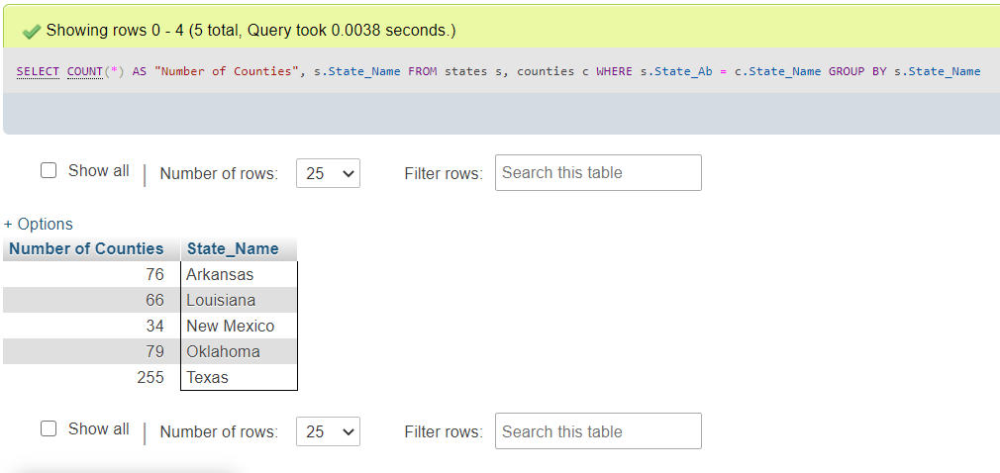 Showing rows 0 - 4 (5 total, Query took 0.0038 seconds.)
SELECT COUNT(*) AS "Number of Counties", s.State_Name FROM states s, counties c WHERE s.State_Ab = c.State_Name GROUP BY s.State_Name
Show all | Number of rows: 25 Filter rows: Search this table
+ Options
Number of Counties State_Name
76 Arkansas
66 Louisiana
34 New Mexico
79 Oklahoma
255 Texas
Show all | Number of rows: 25 Filter rows: Search this table